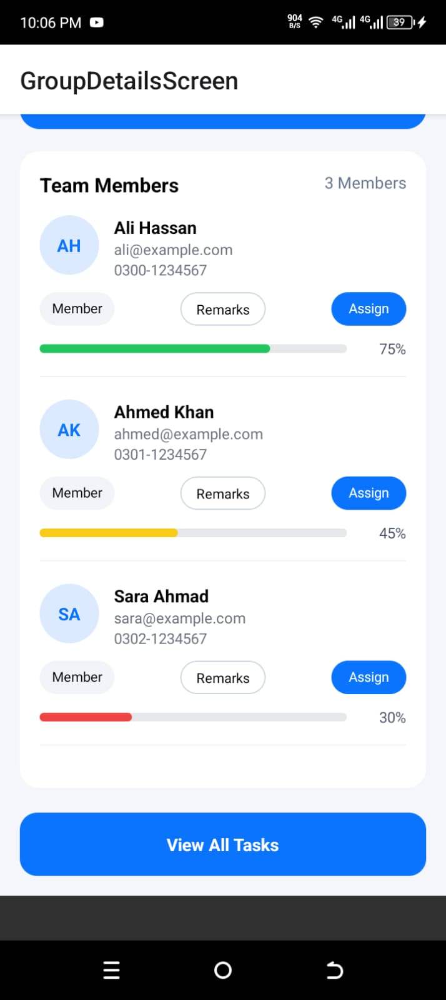 10:06 PM 904 B/S 4G 4G 39
GroupDetailsScreen
Team Members 3 Members
AH Ali Hassan
ali@example.com
0300-1234567
Member Remarks Assign
75%
AK Ahmed Khan
ahmed@example.com
0301-1234567
Member Remarks Assign
45%
SA Sara Ahmad
sara@example.com
0302-1234567
Member Remarks Assign
30%
View All Tasks